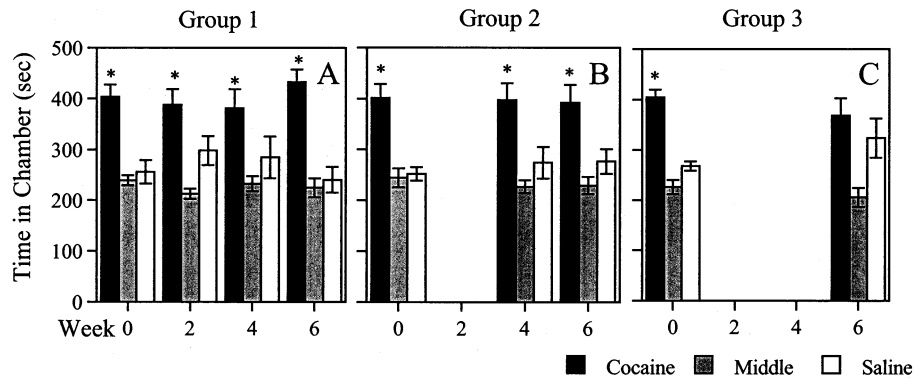 Group 1 Group 2 Group 3
500
400
300
200
100
0
Time in Chamber (sec)
* * * * A
* * * B
* C
Week 0 2 4 6 0 2 4 6 0 2 4 6
Cocaine Middle Saline